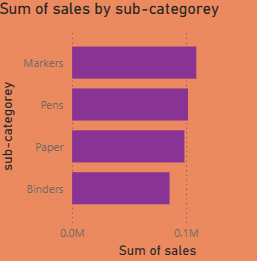 Sum of sales by sub-categorey
sub-categorey
Markers
Pens
Paper
Binders
0.0M 0.1M
Sum of sales